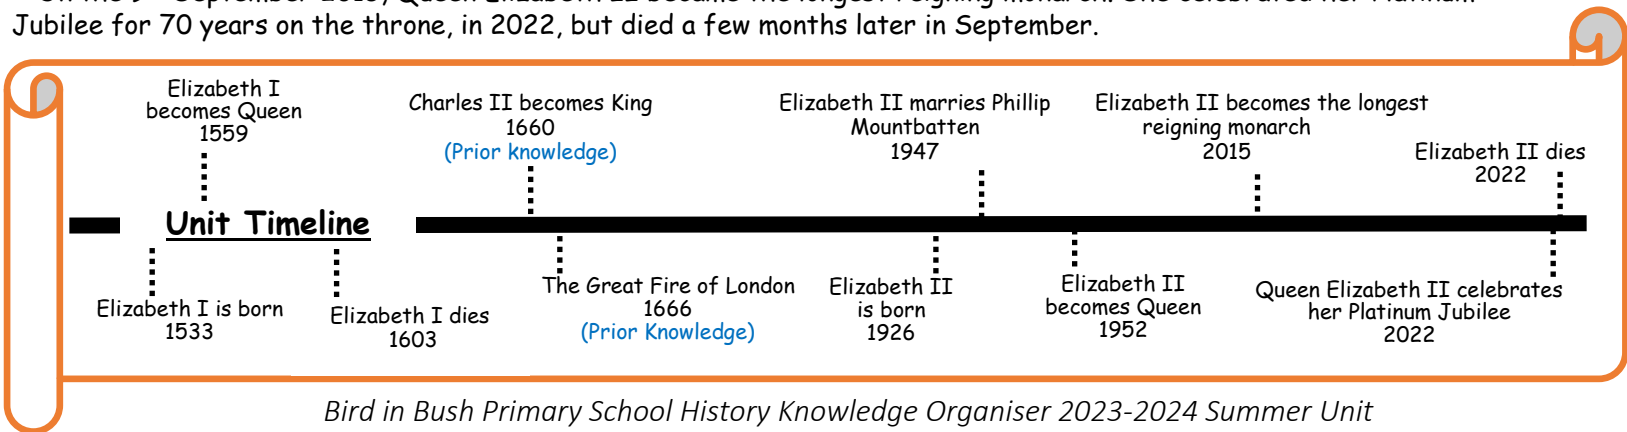 Jubilee for 70 years on the throne, in 2022, but died a few months later in September.
Elizabeth I
becomes Queen
1559
Charles II becomes King
1660
(Prior knowledge)
Elizabeth II marries Phillip
Mountbatten
1947
Elizabeth II becomes the longest
reigning monarch
2015
Elizabeth II dies
2022
Unit Timeline
Elizabeth I is born
1533
Elizabeth I dies
1603
The Great Fire of London
1666
(Prior Knowledge)
Elizabeth II
is born
1926
Elizabeth II
becomes Queen
1952
Queen Elizabeth II celebrates
her Platinum Jubilee
2022
Bird in Bush Primary School History Knowledge Organiser 2023-2024 Summer Unit